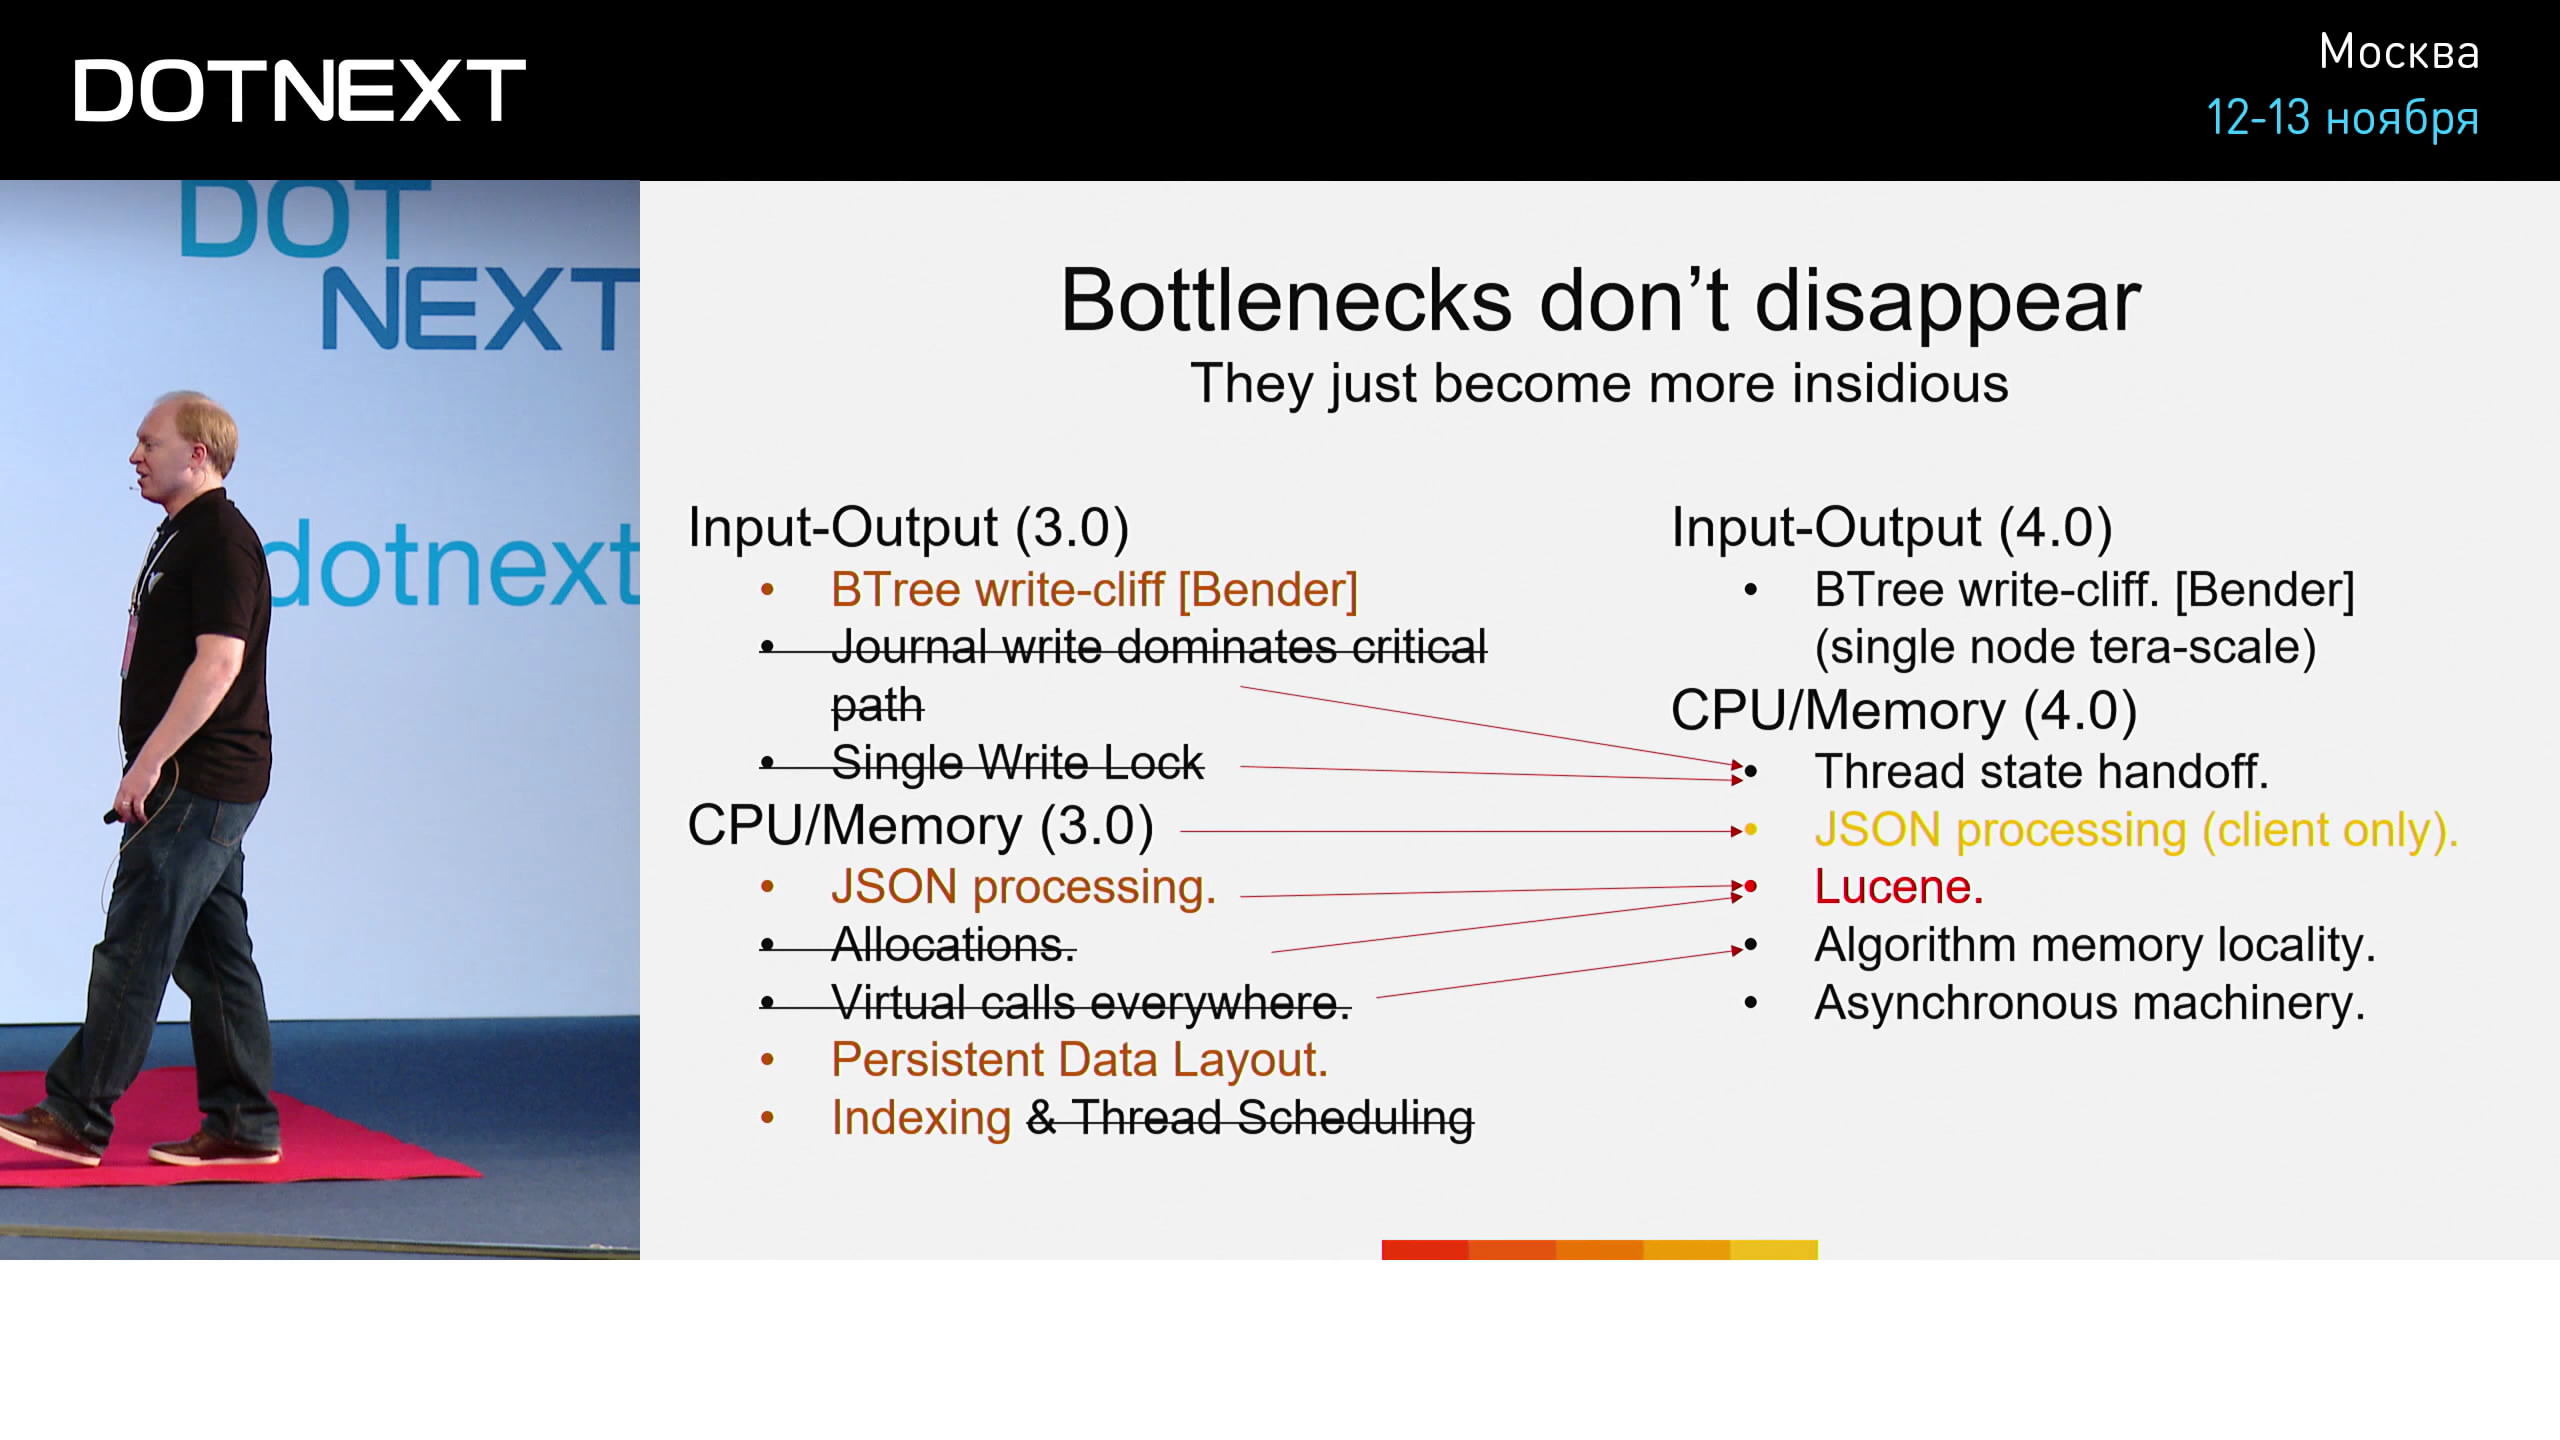 DOTNEXT
Москва
12-13 ноября
DOT
NEXT
dotnext
Bottlenecks don’t disappear
They just become more insidious
Input-Output (3.0)
• BTree write-cliff [Bender]
• Journal write dominates critical
path
• Single Write Lock
CPU/Memory (3.0)
• JSON processing.
• Allocations.
• Virtual calls everywhere.
• Persistent Data Layout.
• Indexing & Thread Scheduling
Input-Output (4.0)
• BTree write-cliff. [Bender]
(single node tera-scale)
CPU/Memory (4.0)
• Thread state handoff.
• JSON processing (client only).
• Lucene.
• Algorithm memory locality.
• Asynchronous machinery.